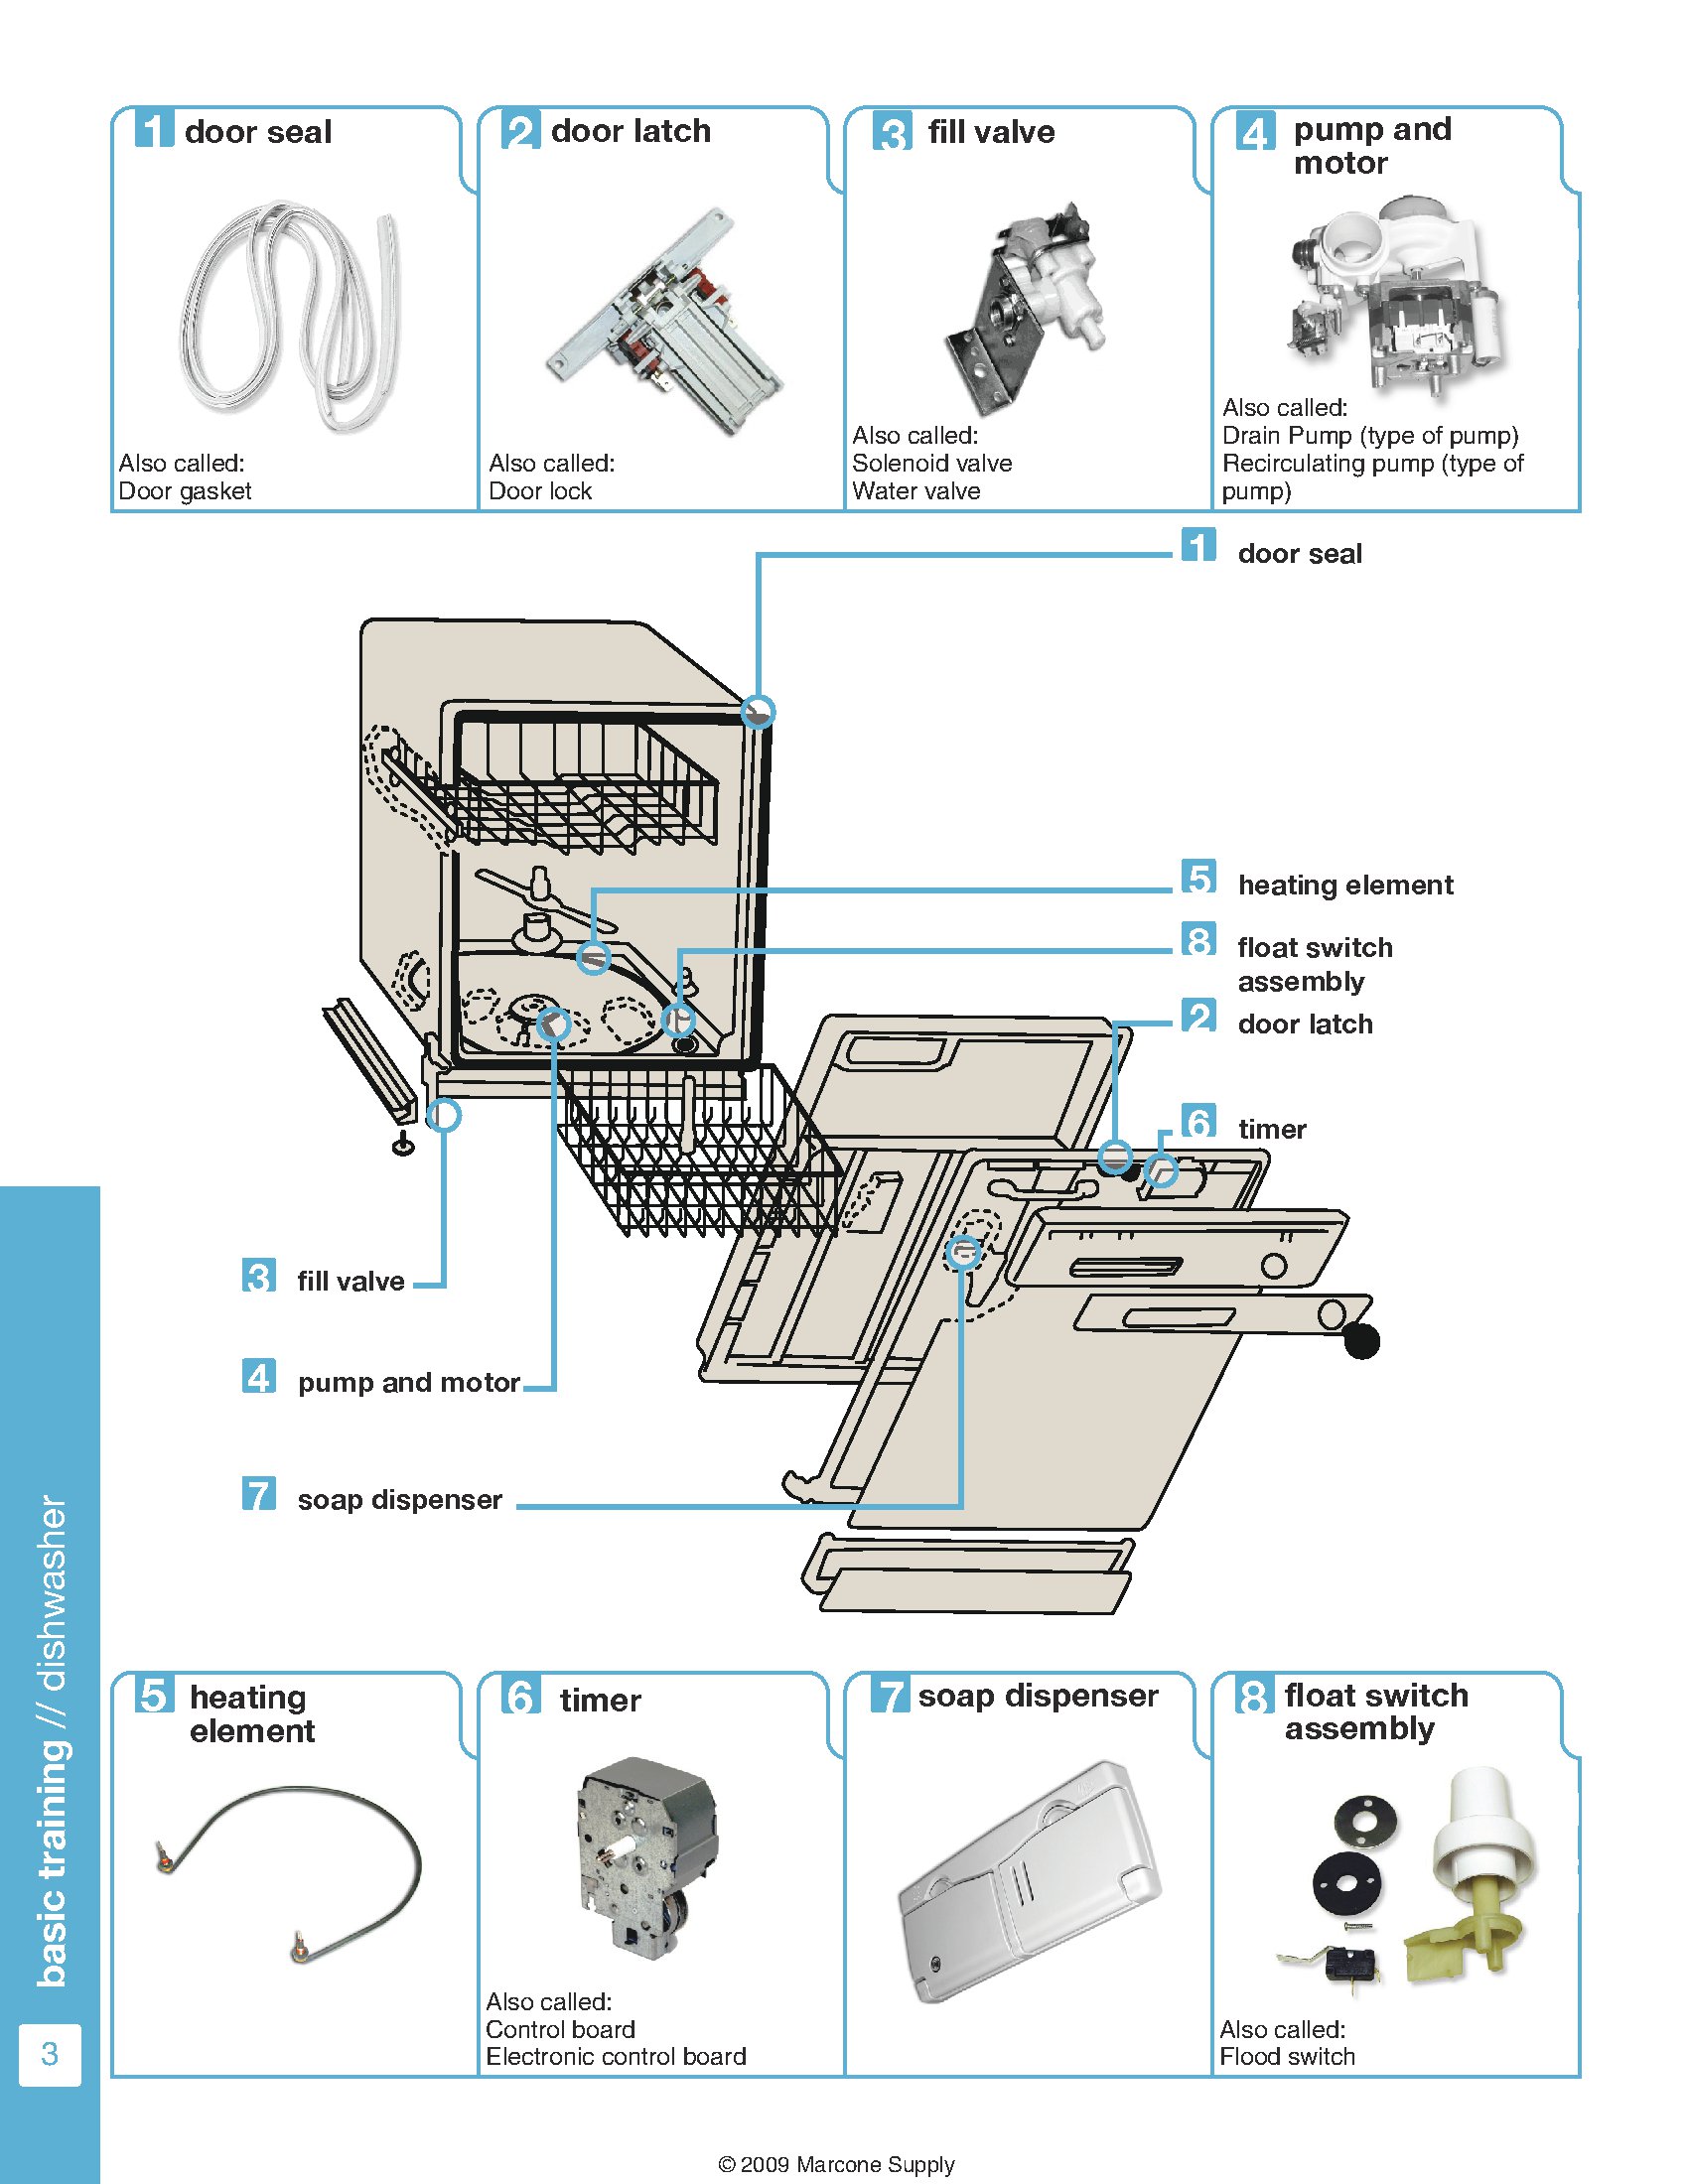 1 door seal
Also called:
Door gasket
2 door latch
Also called:
Door lock
3 fill valve
Also called:
Solenoid valve
Water valve
4 pump and
motor
Also called:
Drain Pump (type of pump)
Recirculating pump (type of
pump)
1 door seal
5 heating element
8 float switch
assembly
2 door latch
6 timer
3 fill valve
4 pump and motor
7 soap dispenser
5 heating
element
6 timer
Also called:
Control board
Electronic control board
7 soap dispenser
8 float switch
assembly
Also called:
Flood switch
basic training // dishwasher
3
© 2009 Marcone Supply